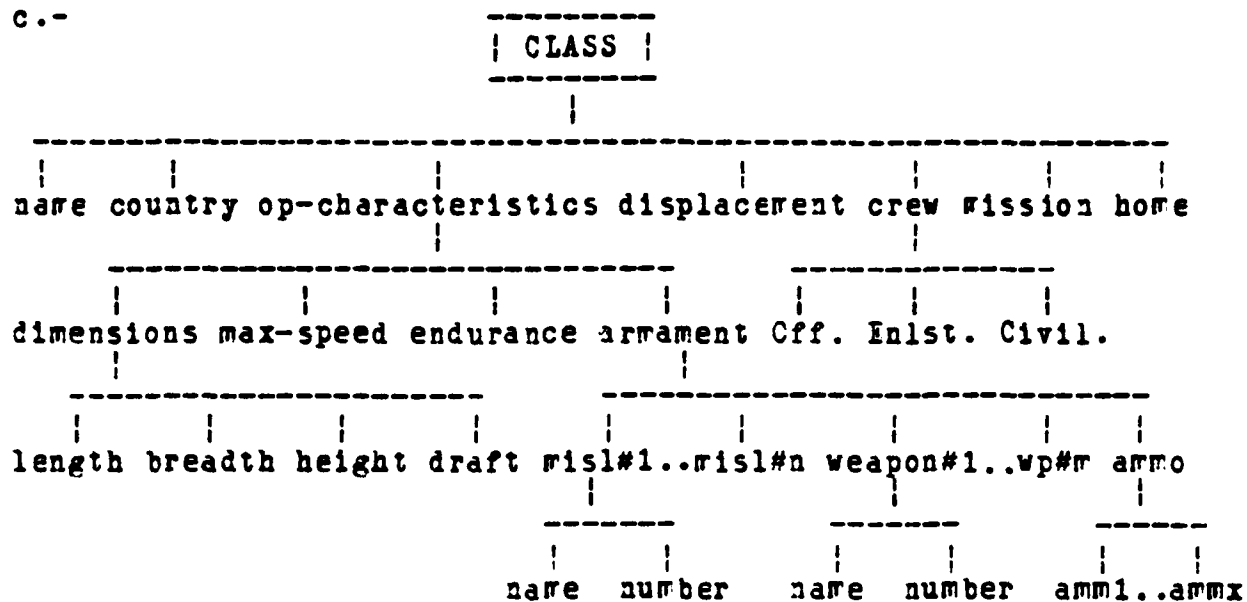 c.-
CLASS
name country op-characteristics displacement crew mission home
dimensions max-speed endurance armament Off. Enlst. Civil.
length breadth height draft misl#1..misl#n weapon#1..wp#m ammo
name number name number amm1..ammx